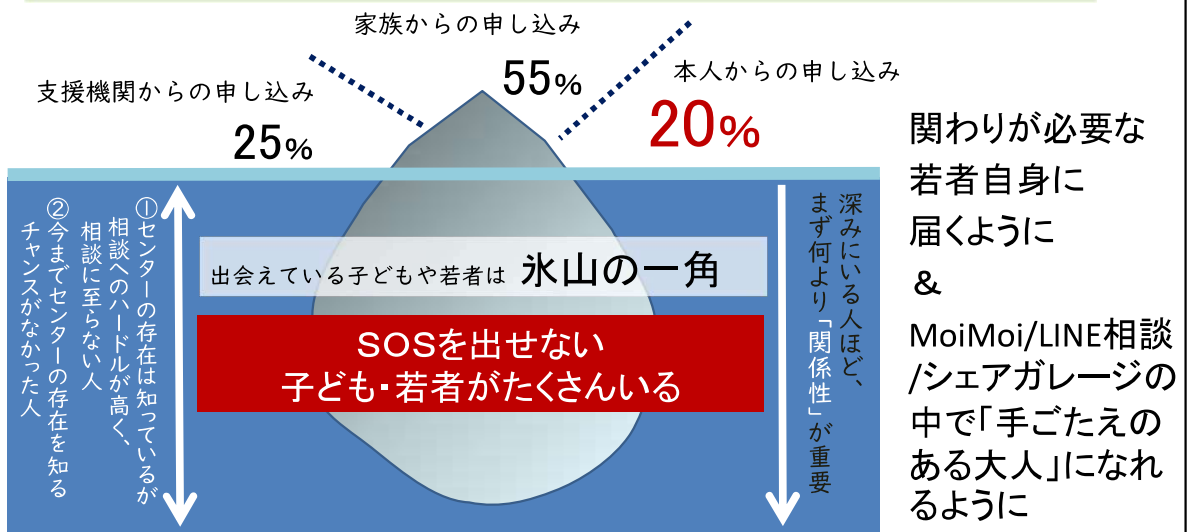 家族からの申し込み
55%
支援機関からの申し込み
25%
本人からの申し込み
20%
①センターの存在は知っているが
相談へのハードルが高く、
相談に至らない人
②今までセンターの存在を知る
チャンスがなかった人
出会えている子どもや若者は 氷山の一角
SOSを出せない
子ども・若者がたくさんいる
深みにいる人ほど、
まず何より「関係性」が重要
関わりが必要な
若者自身に
届くように
&
MoiMoi/LINE相談
/シェアガレージの
中で「手ごたえの
ある大人」になれ
るように